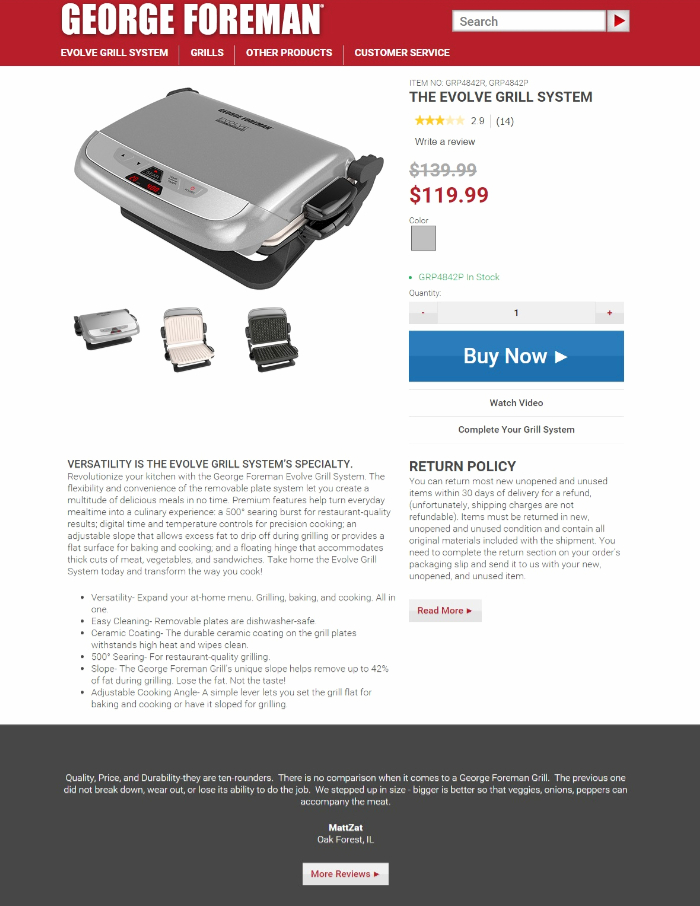 GEORGE FOREMAN®
Search
EVOLVE GRILL SYSTEM
GRILLS
OTHER PRODUCTS
CUSTOMER SERVICE
ITEM NO: GRP4842R, GRP4842P
THE EVOLVE GRILL SYSTEM
2.9 (14)
Write a review
$139.99
$119.99
Color
GEORGE FOREMAN
EVOLVE
GRP4842P In Stock
Quantity:
- 1 +
Buy Now
Watch Video
Complete Your Grill System
VERSATILITY IS THE EVOLVE GRILL SYSTEM'S SPECIALTY.
Revolutionize your kitchen with the George Foreman Evolve Grill System. The
flexibility and convenience of the removable plate system let you create a
multitude of delicious meals in no time. Premium features help turn everyday
mealtime into a culinary experience: a 500° searing burst for restaurant-quality
results; digital time and temperature controls for precision cooking; an
adjustable slope that allows excess fat to drip off during grilling or provides a
flat surface for baking and cooking; and a floating hinge that accommodates
thick cuts of meat, vegetables, and sandwiches. Take home the Evolve Grill
System today and transform the way you cook!
Versatility- Expand your at-home menu. Grilling, baking, and cooking. All in
one.
Easy Cleaning- Removable plates are dishwasher-safe
Ceramic Coating- The durable ceramic coating on the grill plates
withstands high heat and wipes clean.
500° Searing- For restaurant-quality grilling.
Slope- The George Foreman Grill's unique slope helps remove up to 42%
of fat during grilling. Lose the fat. Not the taste!
Adjustable Cooking Angle- A simple lever lets you set the grill flat for
baking and cooking or have it sloped for grilling
RETURN POLICY
You can return most new unopened and unused
items within 30 days of delivery for a refund,
(unfortunately, shipping charges are not
refundable). Items must be returned in new,
unopened and unused condition and contain all
original materials included with the shipment. You
need to complete the return section on your order's
packaging slip and send it to us with your new,
unopened, and unused item.
Read More
Quality, Price, and Durability-they are ten-rounders. There is no comparison when it comes to a George Foreman Grill. The previous one
did not break down, wear out, or lose its ability to do the job. We stepped up in size - bigger is better so that veggies, onions, peppers can
accompany the meat.
MattZat
Oak Forest, IL
More Reviews